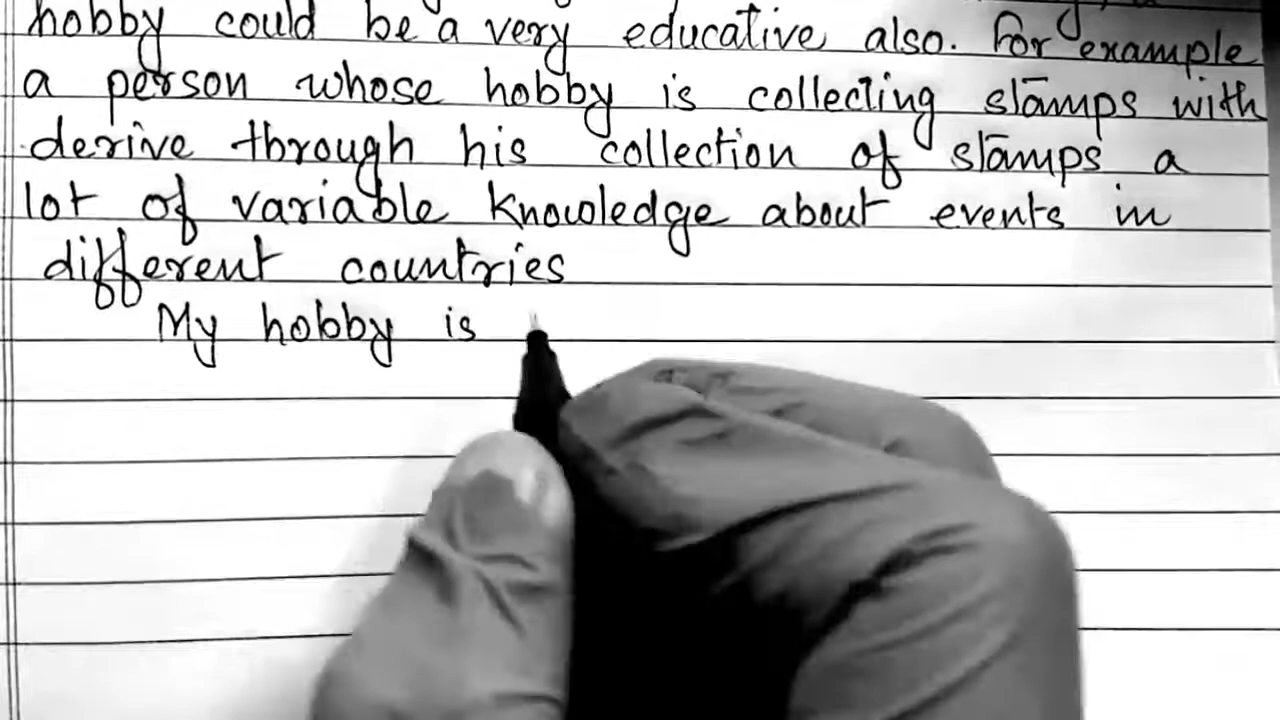 hobby could be a very educative also. For example
a person whose hobby is collecting stamps with
derive through his collection of stamps a
lot of variable knowledge about events in
different countries
My hobby is